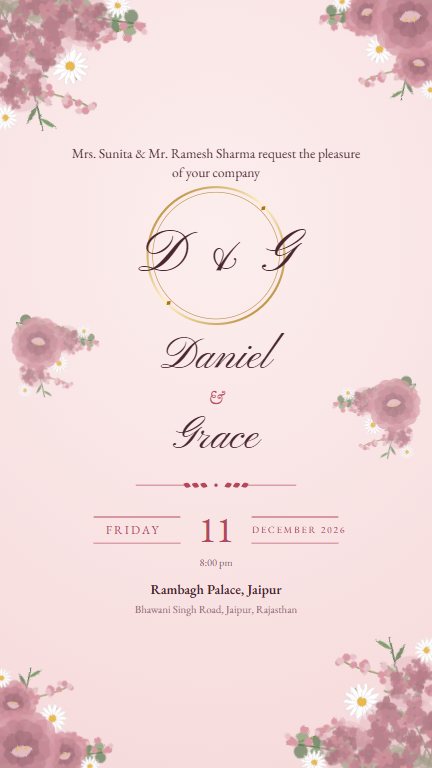 Mrs. Sunita & Mr. Ramesh Sharma request the pleasure
of your company
D & G
Daniel
&
Grace
FRIDAY 11 DECEMBER 2026
8:00 pm
Rambagh Palace, Jaipur
Bhawani Singh Road, Jaipur, Rajasthan